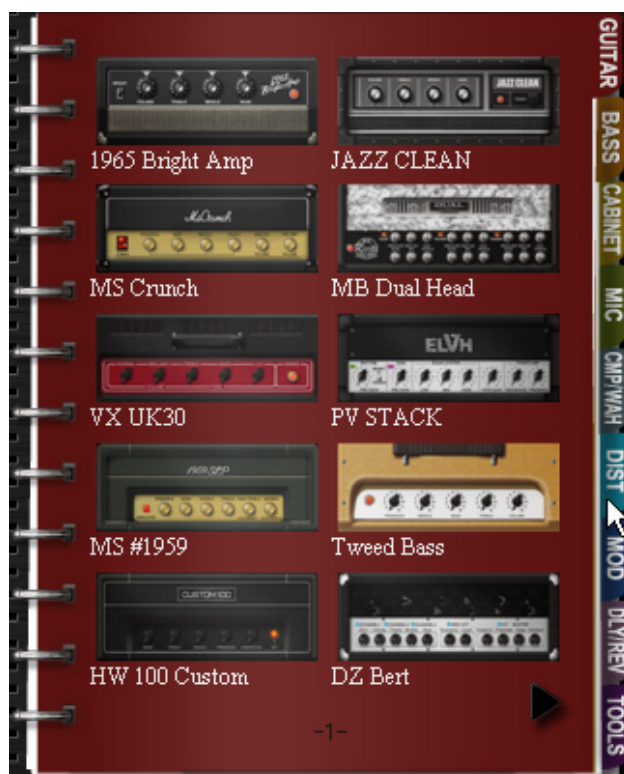 GUITAR
BASS
CABINET
MIC
CMP/WAH
DIST
MOD
DLY/REV
TOOLS
JAZZ CLEAN
1965 Bright Amp
JAZZ CLEAN
MsCrunch
DUAL
MS Crunch
MB Dual Head
ELVH
VX UK30
PV STACK
MS #1959
Tweed Bass
CUSTOM 100
HW 100 Custom
DZ Bert
-1-